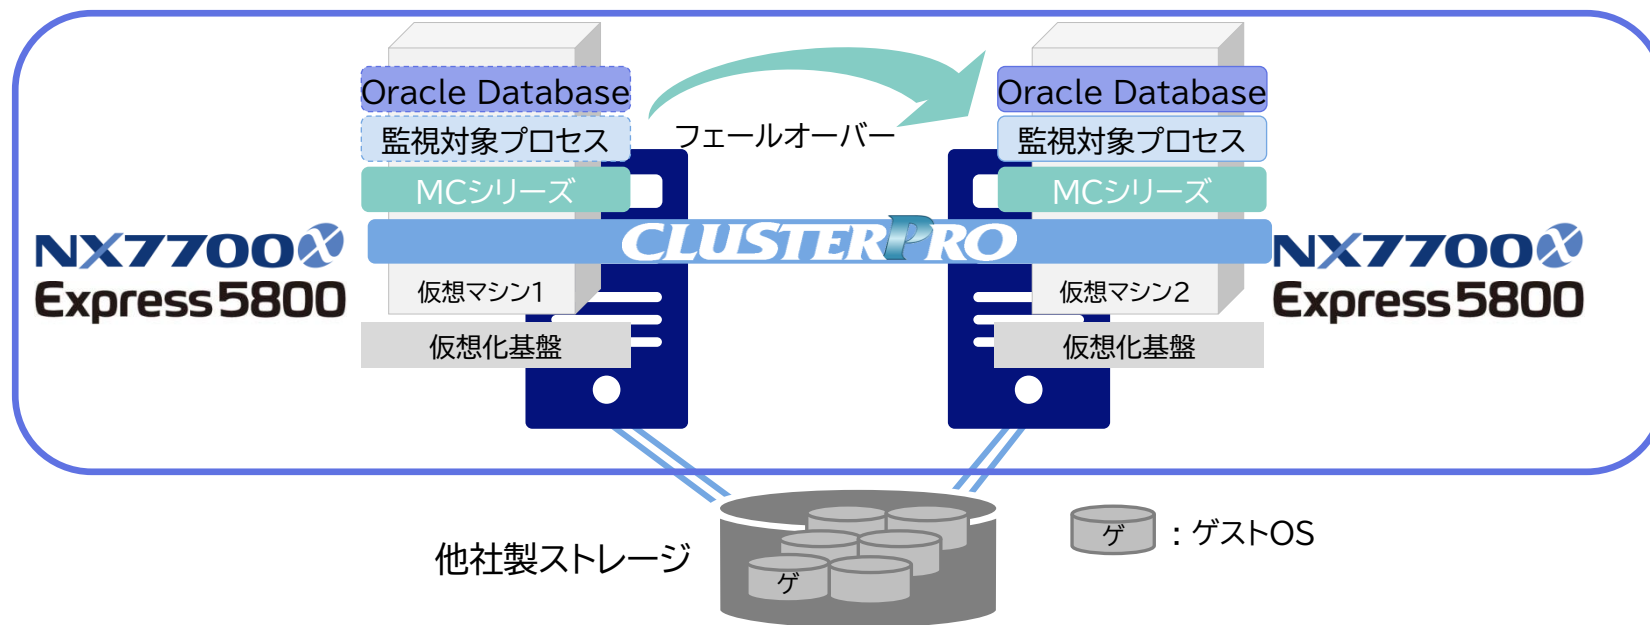 Oracle Database
監視対象プロセス
MCシリーズ
フェールオーバー
Oracle Database
監視対象プロセス
MCシリーズ
CLUSTERPRO
NX7700x
Express5800
仮想マシン1
仮想化基盤
仮想マシン2
仮想化基盤
NX7700x
Express5800
他社製ストレージ
ゲ
ゲ
：ゲストOS